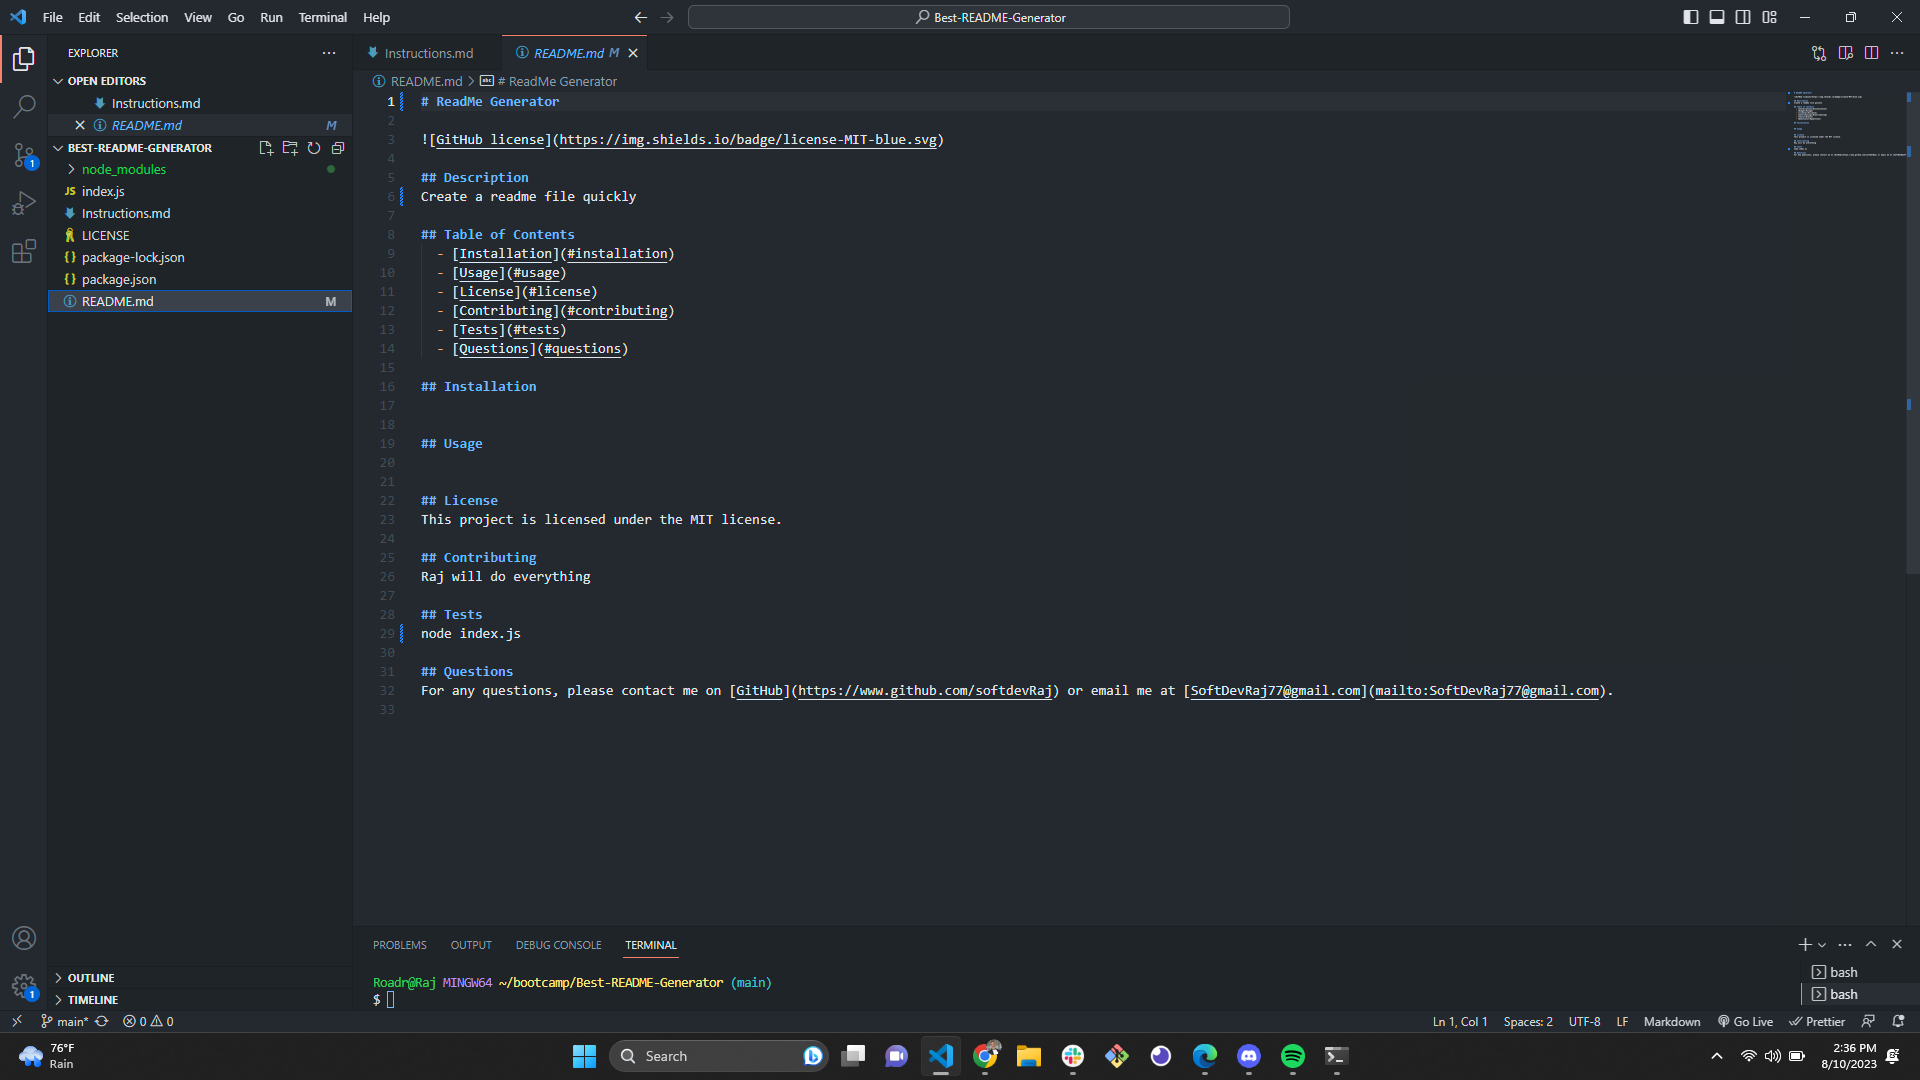 File Edit Selection View Go Run Terminal Help
Best-README-Generator
EXPLORER
OPEN EDITORS
Instructions.md
README.md M
BEST-README-GENERATOR
node_modules
JS index.js
Instructions.md
LICENSE
{} package-lock.json
{} package.json
README.md M
OUTLINE
TIMELINE
Instructions.md
README.md M
README.md > # ReadMe Generator
1 # ReadMe Generator
2
3 ![GitHub license](https://img.shields.io/badge/license-MIT-blue.svg)
4
5 ## Description
6 Create a readme file quickly
7
8 ## Table of Contents
9 - [Installation](#installation)
10 - [Usage](#usage)
11 - [License](#license)
12 - [Contributing](#contributing)
13 - [Tests](#tests)
14 - [Questions](#questions)
15
16 ## Installation
17
18
19 ## Usage
20
21
22 ## License
23 This project is licensed under the MIT license.
24
25 ## Contributing
26 Raj will do everything
27
28 ## Tests
29 node index.js
30
31 ## Questions
32 For any questions, please contact me on [GitHub](https://www.github.com/softdevRaj) or email me at [SoftDevRaj77@gmail.com](mailto:SoftDevRaj77@gmail.com).
33
PROBLEMS OUTPUT DEBUG CONSOLE TERMINAL
Roadr@Raj MINGW64 ~/bootcamp/Best-README-Generator (main)
$
bash
bash
1
1
main* 0 0
Ln 1, Col 1 Spaces: 2 UTF-8 LF Markdown Go Live Prettier
76°F
Rain
Search
2:36 PM
8/10/2023